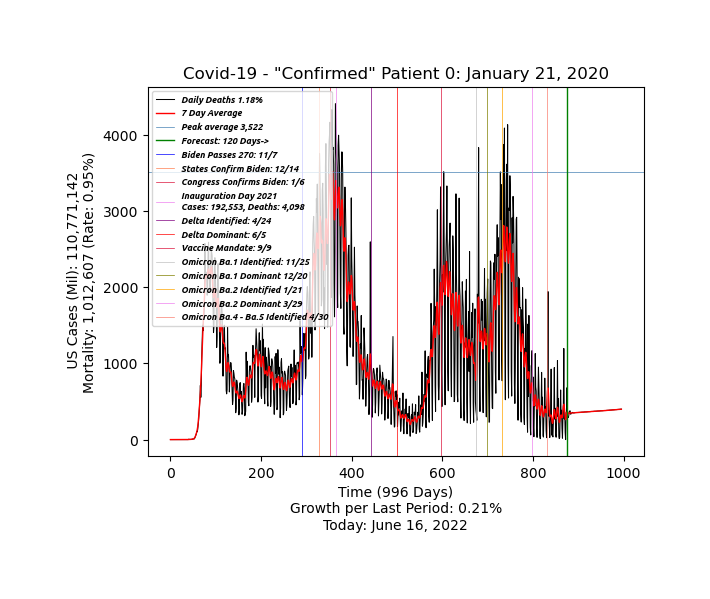 Covid-19 - "Confirmed" Patient 0: January 21, 2020
Daily Deaths 1.18%
7 Day Average
Peak average 3,522
Forecast: 120 Days->
Biden Passes 270: 11/7
States Confirm Biden: 12/14
Congress Confirms Biden: 1/6
Inauguration Day 2021
Cases: 192,553, Deaths: 4,098
Delta Identified: 4/24
Delta Dominant: 6/5
Vaccine Mandate: 9/9
Omicron Ba.1 Identified: 11/25
Omicron Ba.1 Dominant 12/20
Omicron Ba.2 Identified 1/21
Omicron Ba.2 Dominant 3/29
Omicron Ba.4 - Ba.5 Identified 4/30
US Cases (Mil): 110,771,142
Mortality: 1,012,607 (Rate: 0.95%)
4000
3000
2000
1000
0
0 200 400 600 800 1000
Time (996 Days)
Growth per Last Period: 0.21%
Today: June 16, 2022